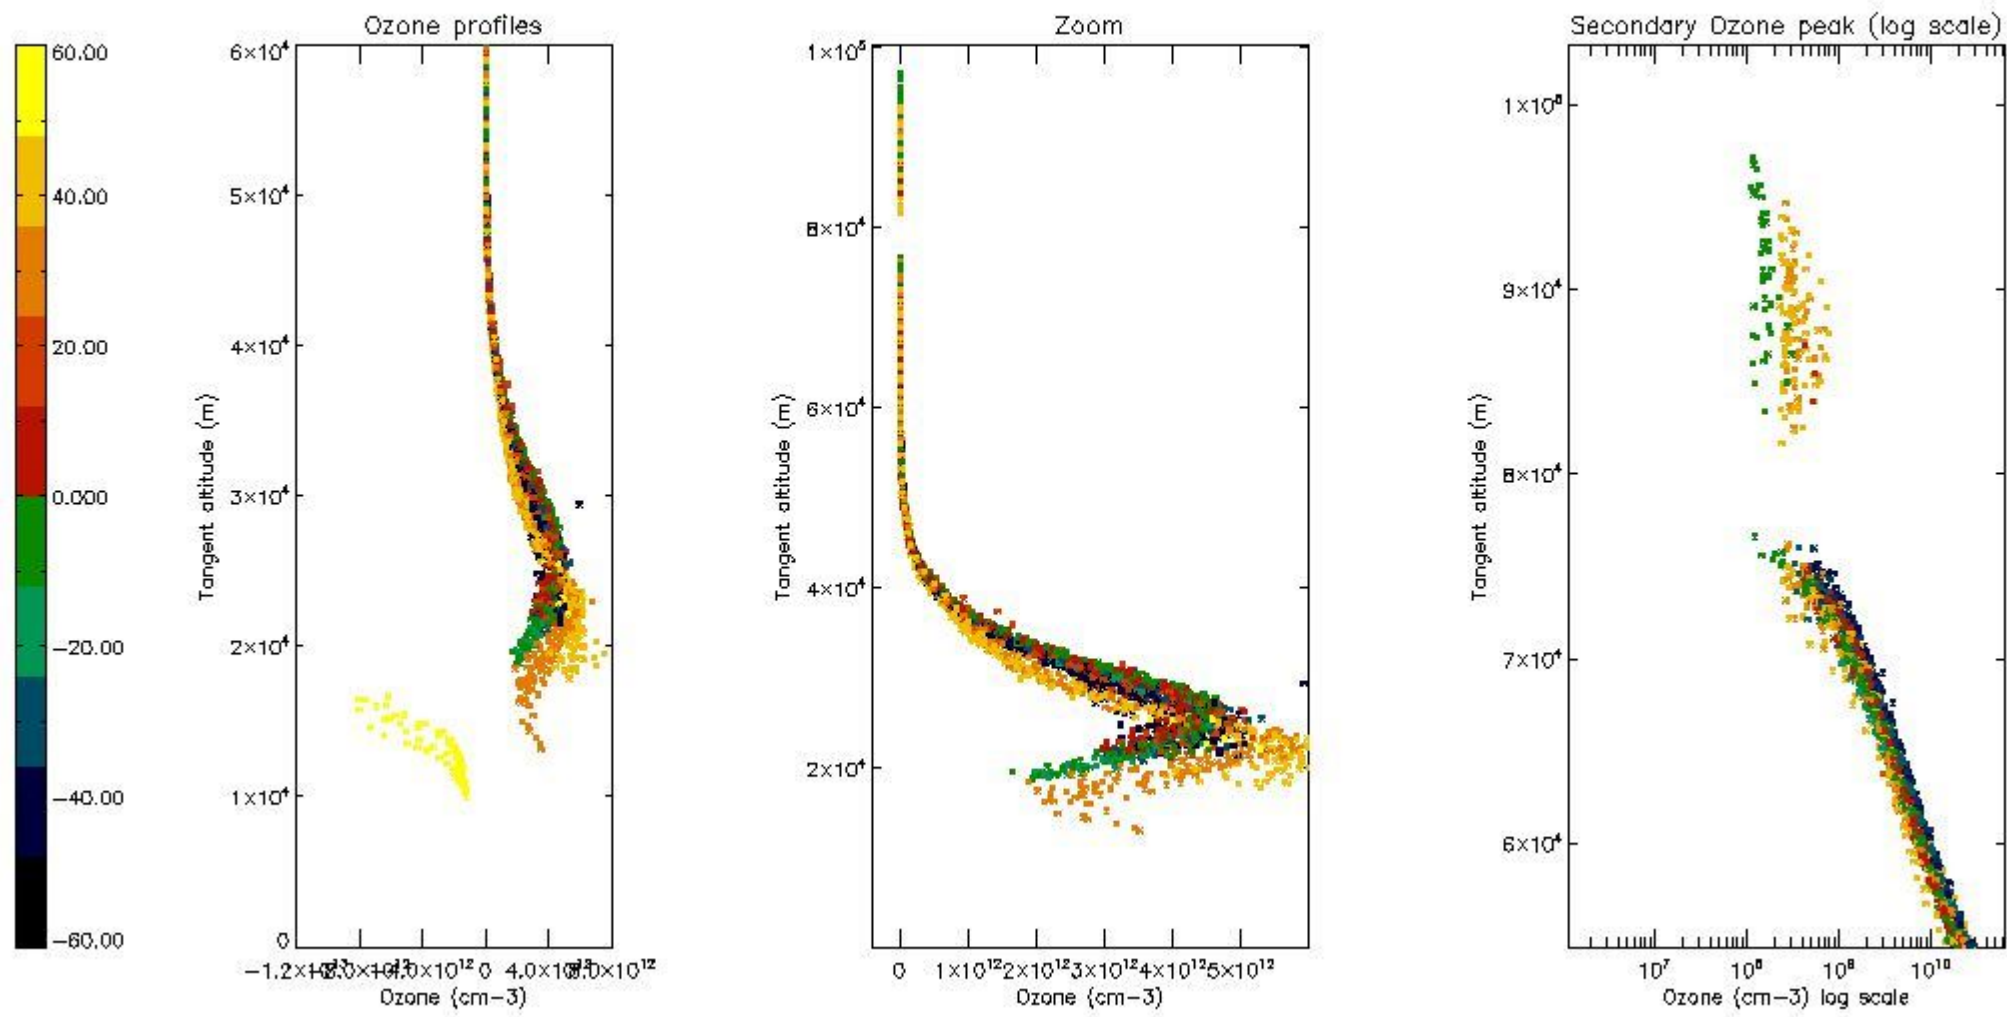 Ozone profiles
Zoom
Secondary Ozone peak (log scale)
60.00
40.00
20.00
−20.00
−40.00
−60.00
6×10⁴
5×10⁴
4×10⁴
3×10⁴
2×10⁴
1×10⁴
0
Tangent altitude (m)
0
Ozone (cm−3)
1×10⁵
8×10⁴
6×10⁴
4×10⁴
2×10⁴
Tangent altitude (m)
0 1×10¹² 2×10¹² 3×10¹² 4×10¹² 5×10¹²
Ozone (cm−3)
9×10⁴
8×10⁴
7×10⁴
6×10⁴
Tangent altitude (m)
10⁷ 10⁸ 10⁹ 10¹⁰
Ozone (cm−3) log scale